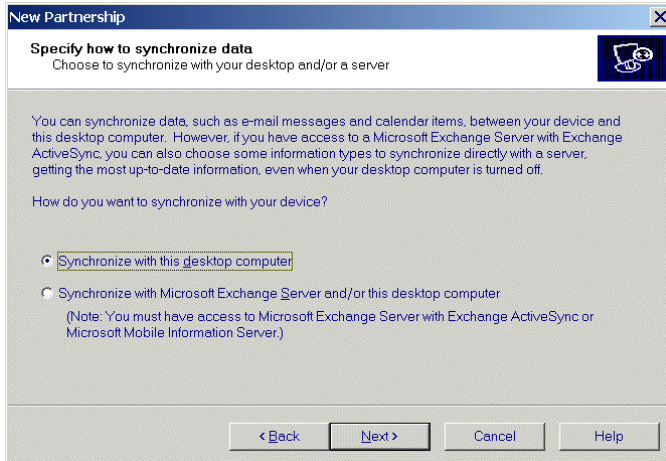 New Partnership
Specify how to synchronize data
Choose to synchronize with your desktop and/or a server
You can synchronize data, such as e-mail messages and calendar items, between your device and
this desktop computer. However, if you have access to a Microsoft Exchange Server with Exchange
ActiveSync, you can also choose some information types to synchronize directly with a server,
getting the most up-to-date information, even when your desktop computer is turned off.
How do you want to synchronize with your device?
Synchronize with this desktop computer
Synchronize with Microsoft Exchange Server and/or this desktop computer
(Note: You must have access to Microsoft Exchange Server with Exchange ActiveSync or
Microsoft Mobile Information Server.)
< Back Next > Cancel Help